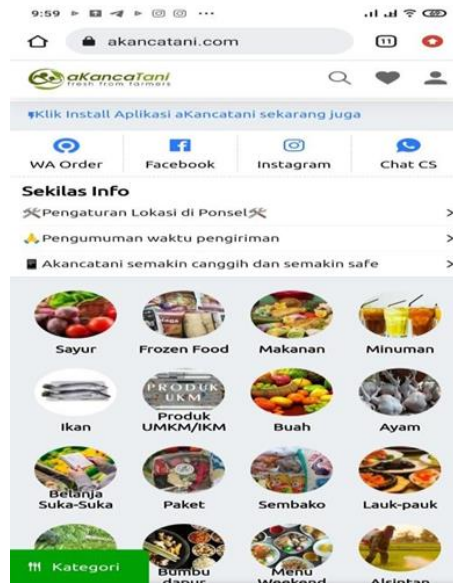 9:59
akancatani.com
11
aKancaTani
fresh from farmers
Klik Install Aplikasi aKancatani sekarang juga
WA Order Facebook Instagram Chat CS
Sekilas Info
🛠Pengaturan Lokasi di Ponsel🛠 >
🙏Pengumuman waktu pengiriman >
📱Akancatani semakin canggih dan semakin safe >
Sayur Frozen Food Makanan Minuman
PRODUK
UKM
Ikan Produk UMKM/IKM Buah Ayam
Belanja Suka-Suka Paket Sembako Lauk-pauk
Kategori
Bumbu dapur Menu Weekend Alsintan